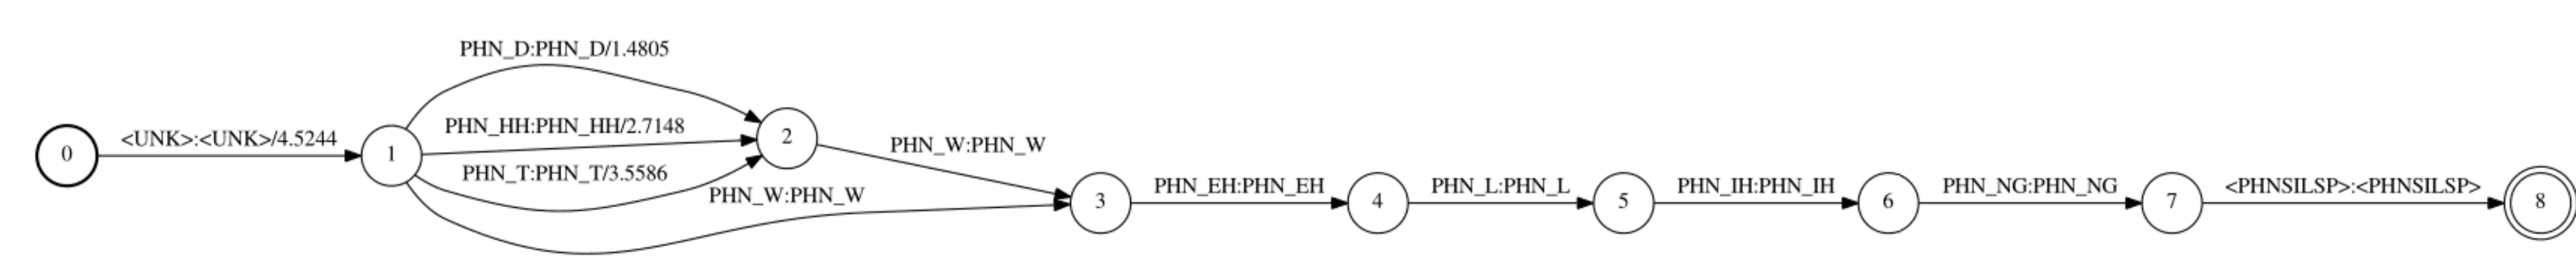 PHN_D:PHN_D/1.4805
PHN_HH:PHN_HH/2.7148
PHN_T:PHN_T/3.5586
<UNK>:<UNK>/4.5244
PHN_W:PHN_W
PHN_W:PHN_W
PHN_EH:PHN_EH
PHN_L:PHN_L
PHN_IH:PHN_IH
PHN_NG:PHN_NG
<PHNSILSP>:<PHNSILSP>
0
1
2
3
4
5
6
7
8